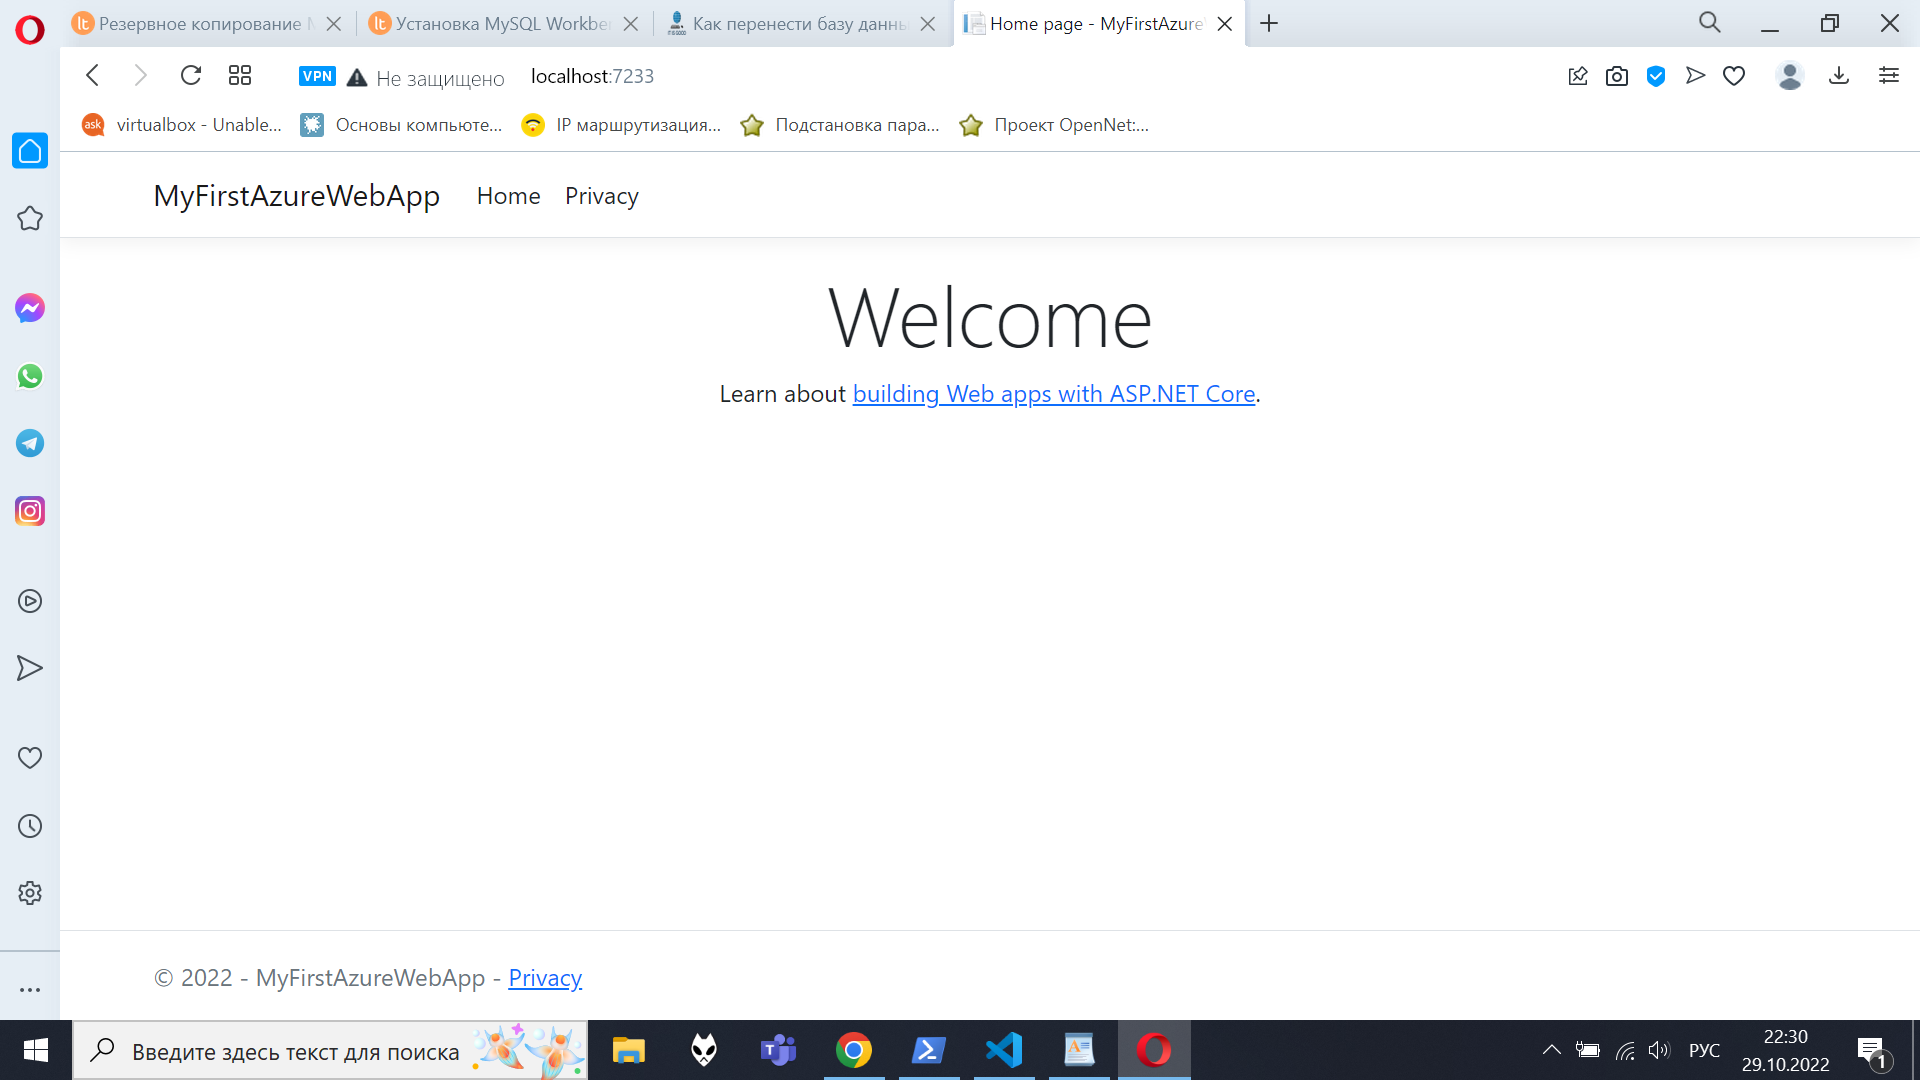 Резервное копирование
Установка MySQL Workbe
Как перенести базу данн
Home page - MyFirstAzure
VPN Не защищено localhost:7233
virtualbox - Unable... Основы компьюте... IP маршрутизация... Подстановка пара... Проект OpenNet:...
MyFirstAzureWebApp Home Privacy
Welcome
Learn about building Web apps with ASP.NET Core.
© 2022 - MyFirstAzureWebApp - Privacy
Введите здесь текст для поиска
РУС
22:30
29.10.2022
1